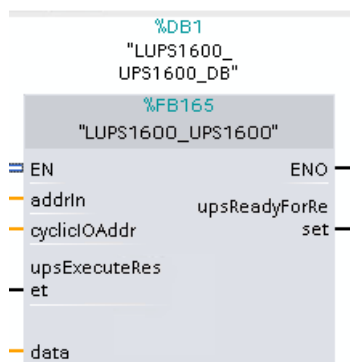 %DB1
"LUPS1600_
UPS1600_DB"
%FB165
"LUPS1600_UPS1600"
EN ENO
addrIn upsReadyForRe
cyclicIOAddr set
upsExecuteRes
et
data